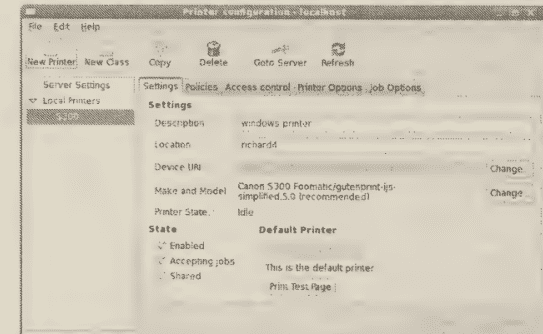 Printer configuration - localhost
File Edit Help
New Printer New Class Copy Delete Goto Server Refresh
Server Settings
Local Printers
S300
Settings Policies Access control Printer Options Job Options
Settings
Description windows printer
Location richard4
Device URI Change...
Make and Model Canon S300 Foomatic/gutenprint-ijs-
simplified.5.0 (recommended) Change...
Printer State: Idle
State Default Printer
Enabled
Accepting jobs This is the default printer
Shared
Print Test Page